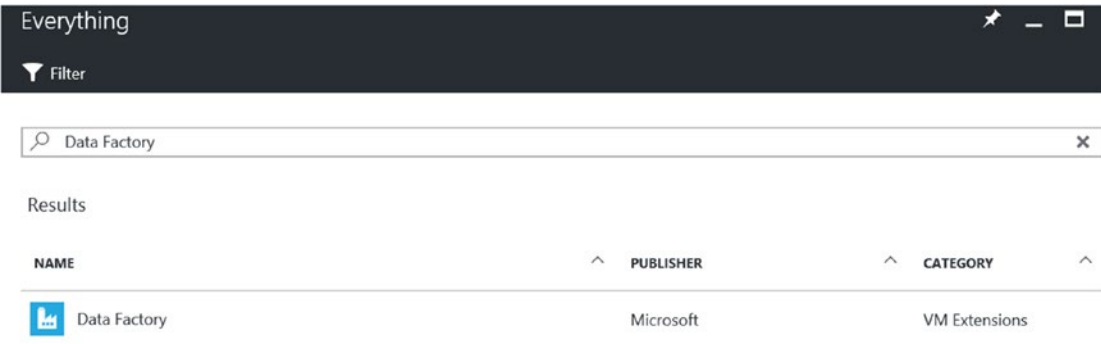 Everything
Filter
Data Factory
Results
NAME PUBLISHER CATEGORY
Data Factory Microsoft VM Extensions